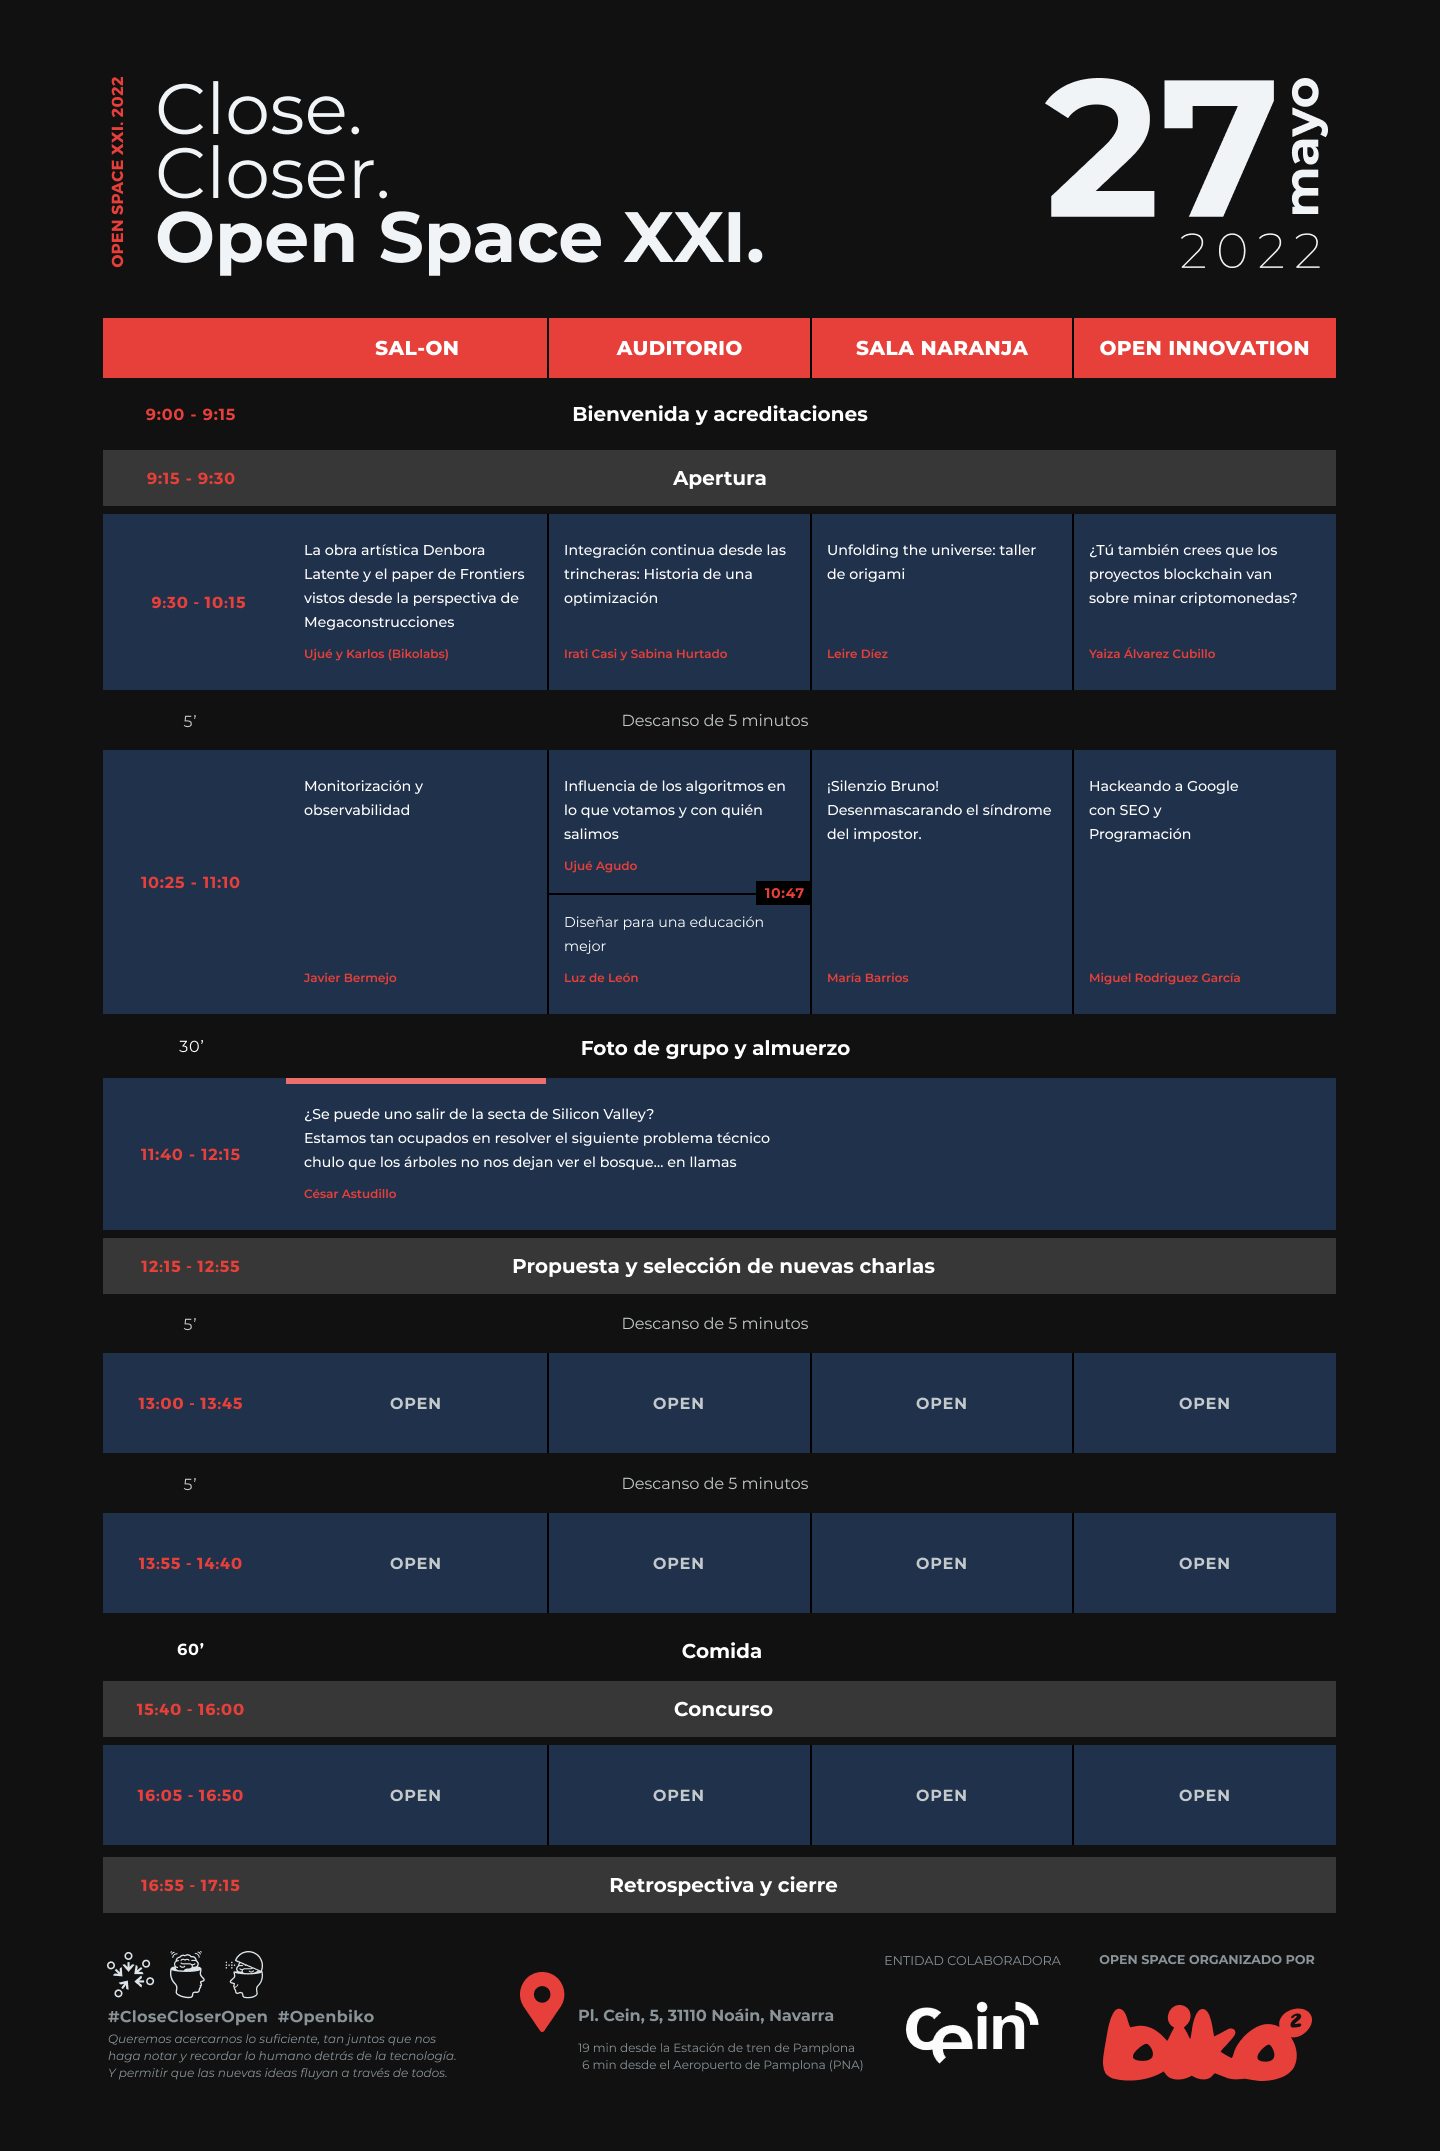 OPEN SPACE XXI. 2022
Close.
Closer.
Open Space XXI.
27
mayo
2022
SAL-ON
AUDITORIO
SALA NARANJA
OPEN INNOVATION
9:00 - 9:15
Bienvenida y acreditaciones
9:15 - 9:30
Apertura
9:30 - 10:15
La obra artística Denbora
Latente y el paper de Frontiers
vistos desde la perspectiva de
Megaconstrucciones
Ujué y Karlos (Bikolabs)
Integración continua desde las
trincheras: Historia de una
optimización
Irati Casi y Sabina Hurtado
Unfolding the universe: taller
de origami
Leire Díez
¿Tú también crees que los
proyectos blockchain van
sobre minar criptomonedas?
Yaiza Álvarez Cubillo
5’
Descanso de 5 minutos
10:25 - 11:10
Monitorización y
observabilidad
Javier Bermejo
Influencia de los algoritmos en
lo que votamos y con quién
salimos
Ujué Agudo
10:47
Diseñar para una educación
mejor
Luz de León
¡Silenzio Bruno!
Desenmascarando el síndrome
del impostor.
María Barrios
Hackeando a Google
con SEO y
Programación
Miguel Rodriguez García
30’
Foto de grupo y almuerzo
11:40 - 12:15
¿Se puede uno salir de la secta de Silicon Valley?
Estamos tan ocupados en resolver el siguiente problema técnico
chulo que los árboles no nos dejan ver el bosque... en llamas
César Astudillo
12:15 - 12:55
Propuesta y selección de nuevas charlas
5’
Descanso de 5 minutos
13:00 - 13:45
OPEN
OPEN
OPEN
OPEN
5’
Descanso de 5 minutos
13:55 - 14:40
OPEN
OPEN
OPEN
OPEN
60’
Comida
15:40 - 16:00
Concurso
16:05 - 16:50
OPEN
OPEN
OPEN
OPEN
16:55 - 17:15
Retrospectiva y cierre
#CloseCloserOpen #Openbiko
Queremos acercarnos lo suficiente, tan juntos que nos
haga notar y recordar lo humano detrás de la tecnología.
Y permitir que las nuevas ideas fluyan a través de todos.
Pl. Cein, 5, 31110 Noáin, Navarra
19 min desde la Estación de tren de Pamplona
6 min desde el Aeropuerto de Pamplona (PNA)
ENTIDAD COLABORADORA
cein
OPEN SPACE ORGANIZADO POR
biko2